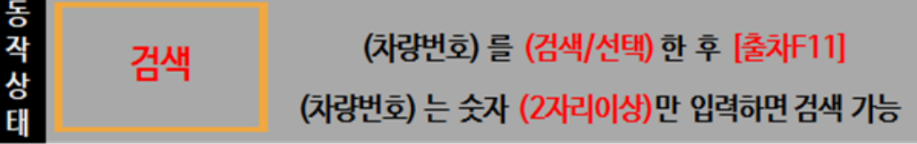 동작상태
검색
(차량번호) 를 (검색/선택) 한 후 [출차F11]
(차량번호) 는 숫자 (2자리이상)만 입력하면 검색 가능